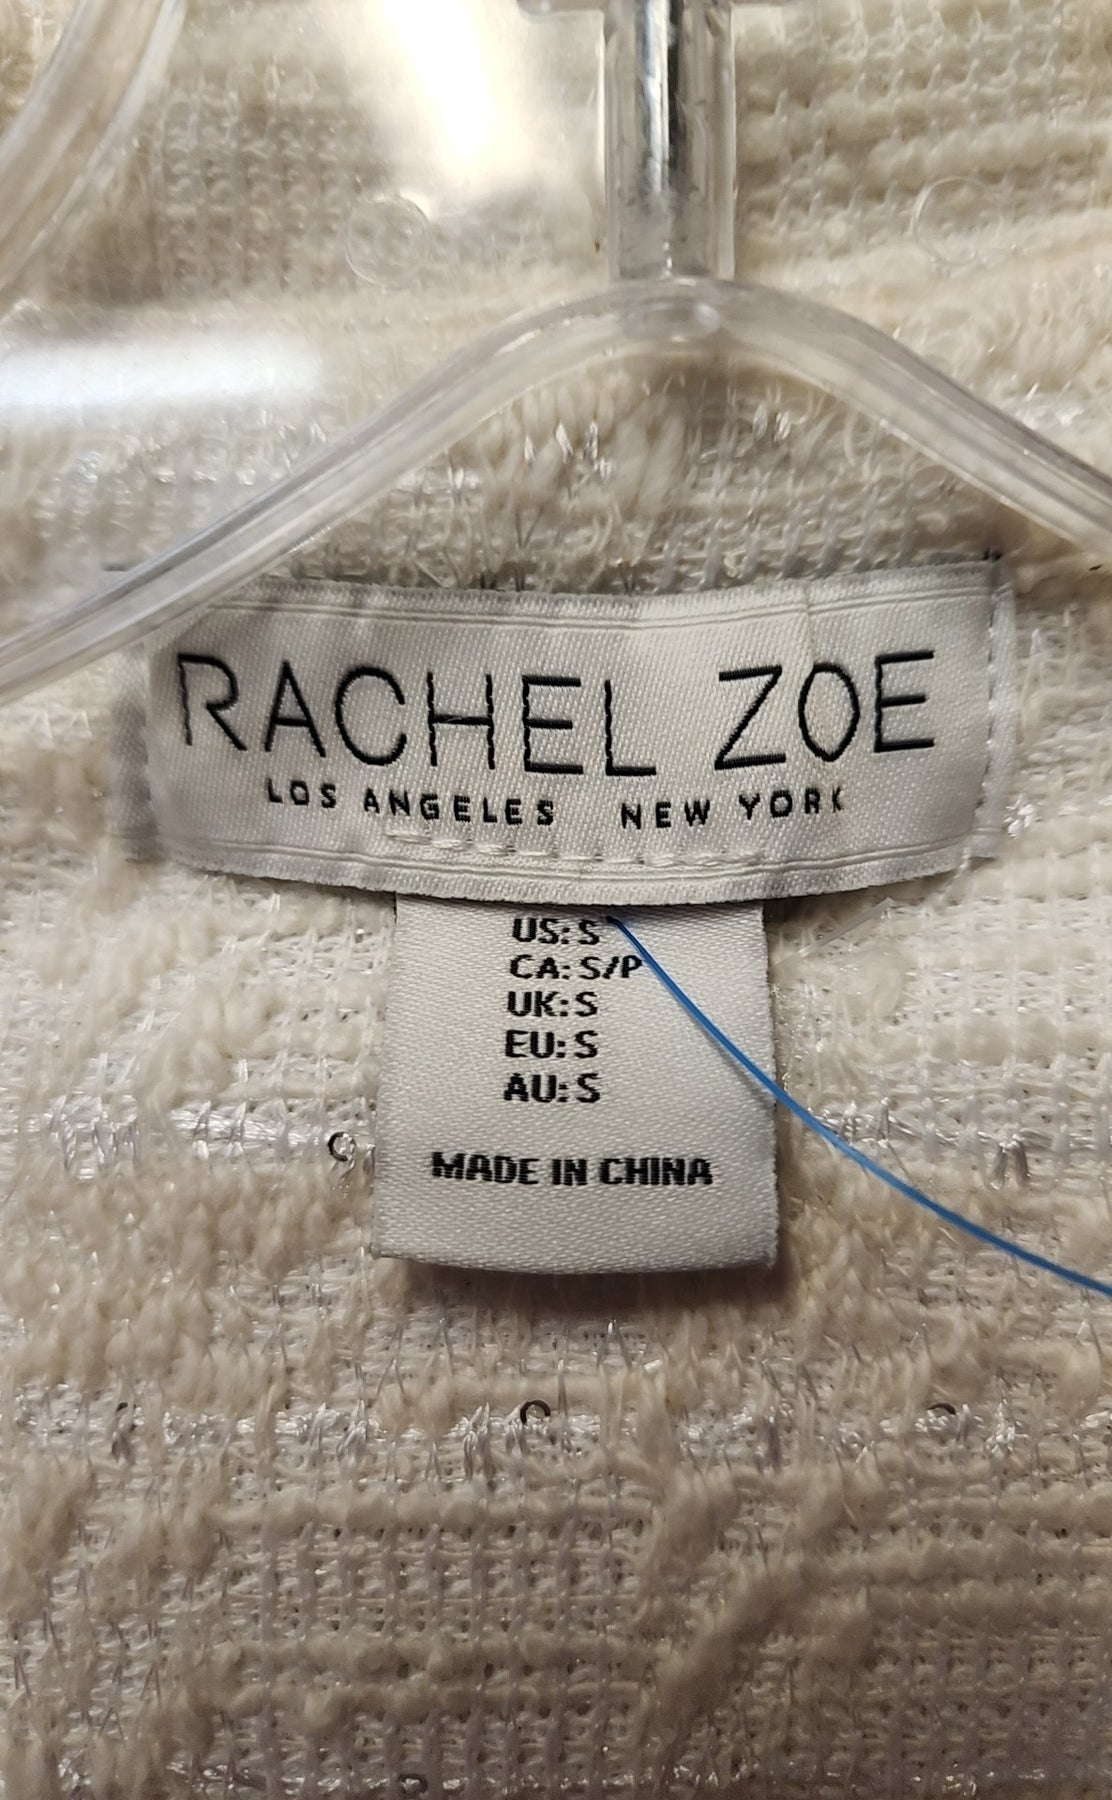 RACHEL ZOE
LOS ANGELES NEW YORK
US: S
CA: S/P
UK: S
EU: S
AU: S
MADE IN CHINA